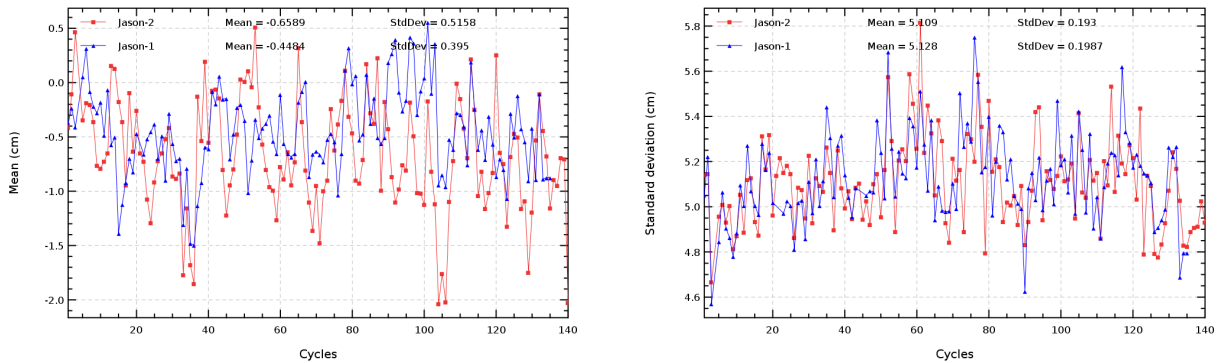 Jason-2 Mean = -0.6589 StdDev = 0.5158
Jason-1 Mean = -0.4484 StdDev = 0.395
0.5
0.0
-0.5
-1.0
-1.5
-2.0
Mean (cm)
20 40 60 80 100 120 140
Cycles
Jason-2 Mean = 5.109 StdDev = 0.193
Jason-1 Mean = 5.128 StdDev = 0.1987
5.8
5.6
5.4
5.2
5.0
4.8
4.6
Standard deviation (cm)
20 40 60 80 100 120 140
Cycles